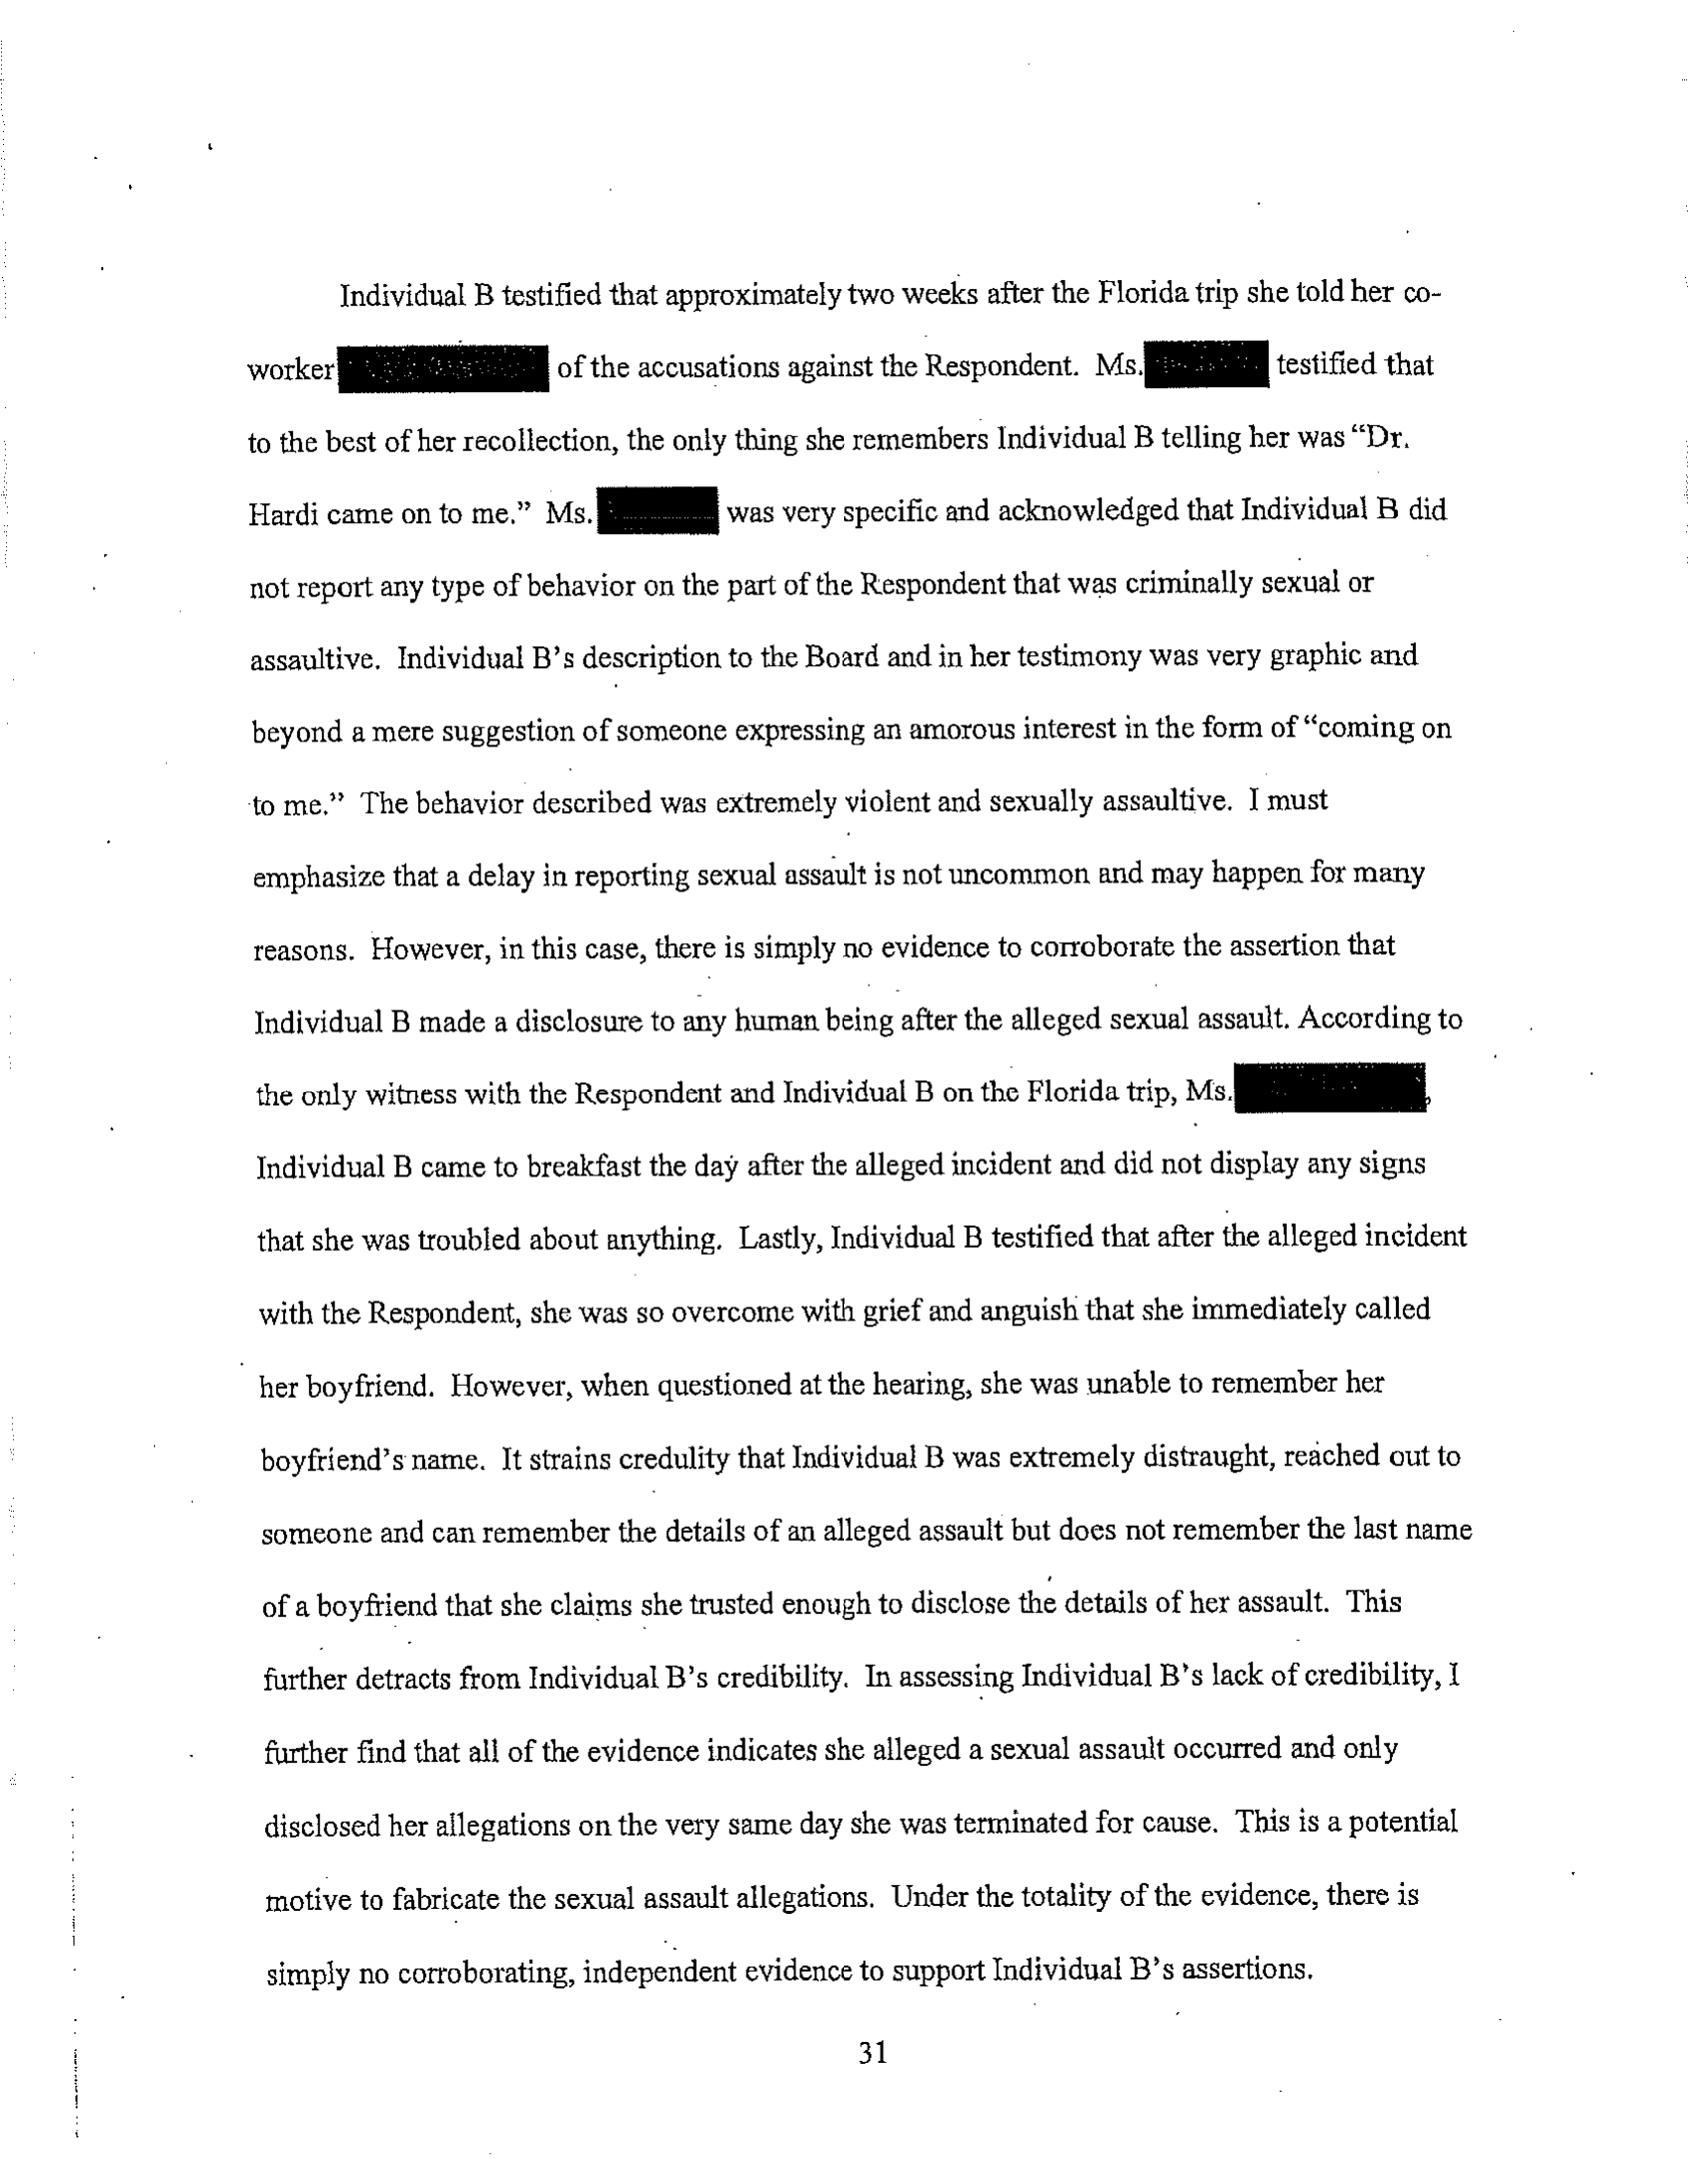 Individual B testified that approximately two weeks after the Florida trip she told her co-
worker of the accusations against the Respondent. Ms. testified that
to the best of her recollection, the only thing she remembers Individual B telling her was “Dr.
Hardi came on to me.” Ms. was very specific and acknowledged that Individual B did
not report any type of behavior on the part of the Respondent that was criminally sexual or
assaultive. Individual B’s description to the Board and in her testimony was very graphic and
beyond a mere suggestion of someone expressing an amorous interest in the form of “coming on
to me.” The behavior described was extremely violent and sexually assaultive. I must
emphasize that a delay in reporting sexual assault is not uncommon and may happen for many
reasons. However, in this case, there is simply no evidence to corroborate the assertion that
Individual B made a disclosure to any human being after the alleged sexual assault. According to
the only witness with the Respondent and Individual B on the Florida trip, Ms. ,
Individual B came to breakfast the day after the alleged incident and did not display any signs
that she was troubled about anything. Lastly, Individual B testified that after the alleged incident
with the Respondent, she was so overcome with grief and anguish that she immediately called
her boyfriend. However, when questioned at the hearing, she was unable to remember her
boyfriend’s name. It strains credulity that Individual B was extremely distraught, reached out to
someone and can remember the details of an alleged assault but does not remember the last name
of a boyfriend that she claims she trusted enough to disclose the details of her assault. This
further detracts from Individual B’s credibility. In assessing Individual B’s lack of credibility, I
further find that all of the evidence indicates she alleged a sexual assault occurred and only
disclosed her allegations on the very same day she was terminated for cause. This is a potential
motive to fabricate the sexual assault allegations. Under the totality of the evidence, there is
simply no corroborating, independent evidence to support Individual B’s assertions.
31